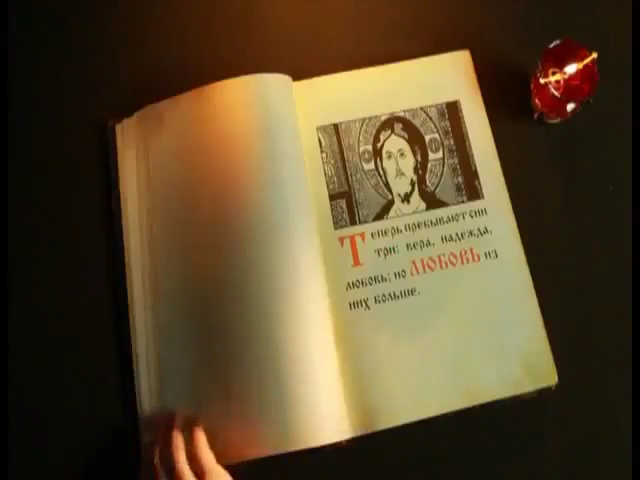 Теперь пребывают сии
три: вера, надежда,
любовь; но ЛЮБОВЬ из
них больше.